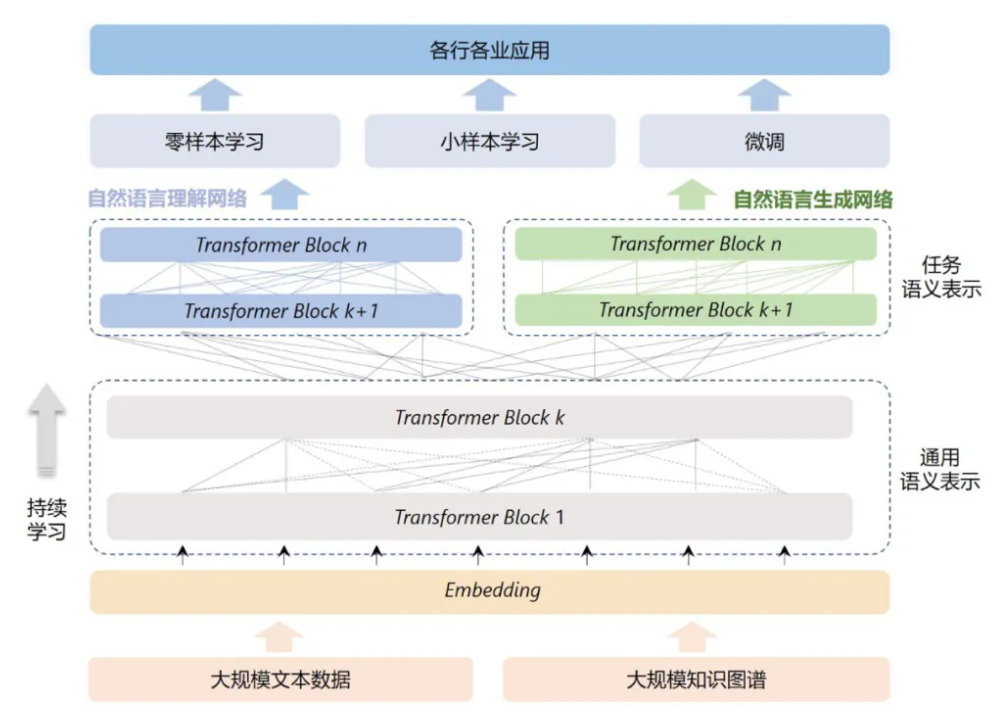 各行各业应用
零样本学习
小样本学习
微调
自然语言理解网络
自然语言生成网络
Transformer Block n
Transformer Block n
Transformer Block k+1
Transformer Block k+1
任务
语义表示
Transformer Block k
Transformer Block 1
通用
语义表示
持续
学习
Embedding
大规模文本数据
大规模知识图谱